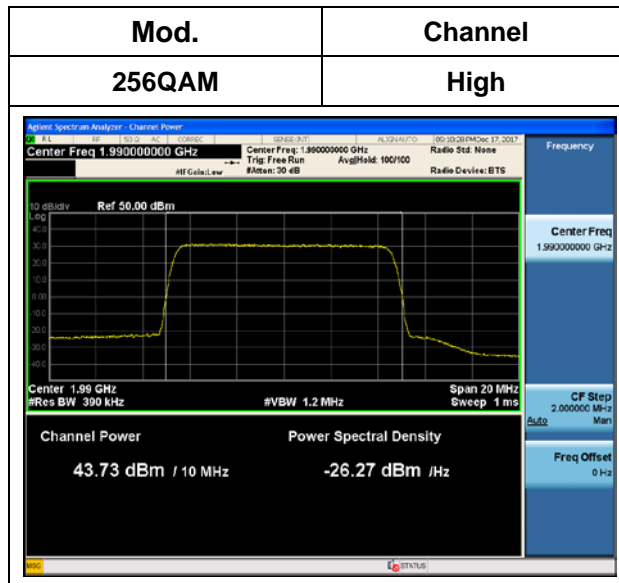 Mod. Channel
256QAM High
Agilent Spectrum Analyzer - Channel Power
RL RF 50 Ω AC CORREC SENSE:INT ALIGN AUTO 09:10:28 PM Dec 17, 2017
Center Freq 1.990000000 GHz Center Freq: 1.990000000 GHz Radio Std: None Frequency
Trig: Free Run Avg|Hold: 100/100
#IFGain:Low #Atten: 30 dB Radio Device: BTS
10 dB/div Ref 50.00 dBm
Log
40.0
30.0
20.0
10.0
0.00
-10.0
-20.0
-30.0
-40.0
Center Freq
1.990000000 GHz
Center 1.99 GHz Span 20 MHz
#Res BW 390 kHz #VBW 1.2 MHz Sweep 1 ms
CF Step
2.000000 MHz
Auto Man
Channel Power Power Spectral Density
43.73 dBm / 10 MHz -26.27 dBm /Hz
Freq Offset
0 Hz
MSG STATUS